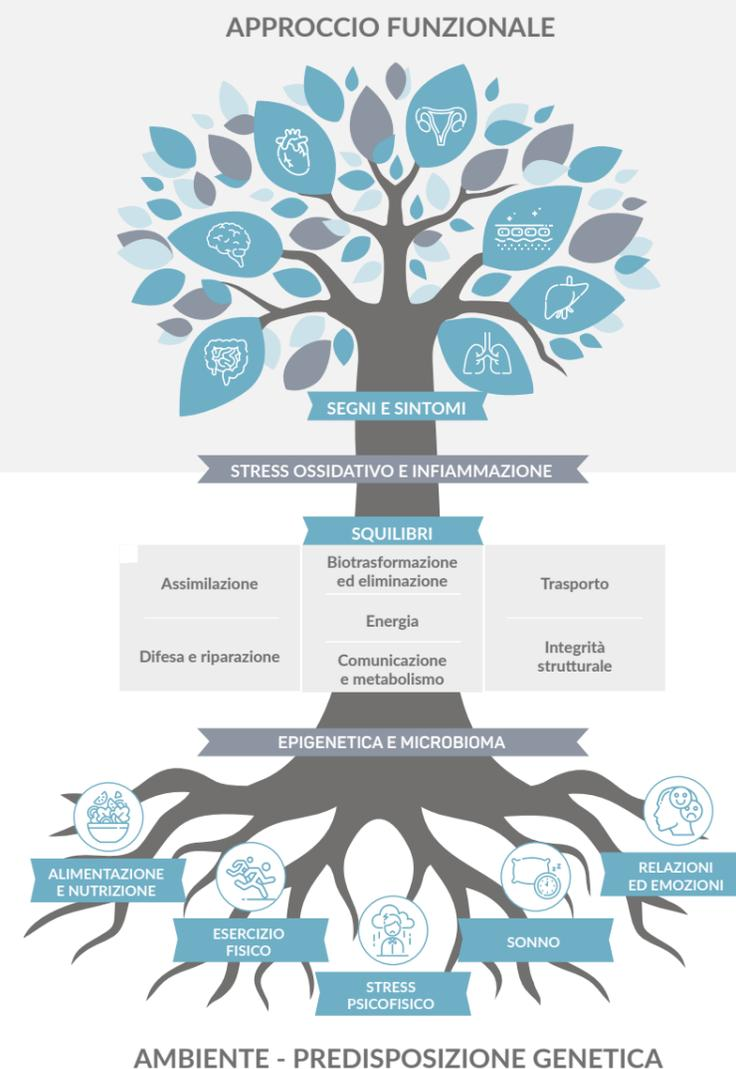 APPROCCIO FUNZIONALE
SEGNI E SINTOMI
STRESS OSSIDATIVO E INFIAMMAZIONE
SQUILIBRI
Assimilazione
Difesa e riparazione
Biotrasformazione
ed eliminazione
Energia
Comunicazione
e metabolismo
Trasporto
Integrità
strutturale
EPIGENETICA E MICROBIOMA
ALIMENTAZIONE
E NUTRIZIONE
ESERCIZIO
FISICO
STRESS
PSICOFISICO
zz
SONNO
RELAZIONI
ED EMOZIONI
AMBIENTE - PREDISPOSIZIONE GENETICA